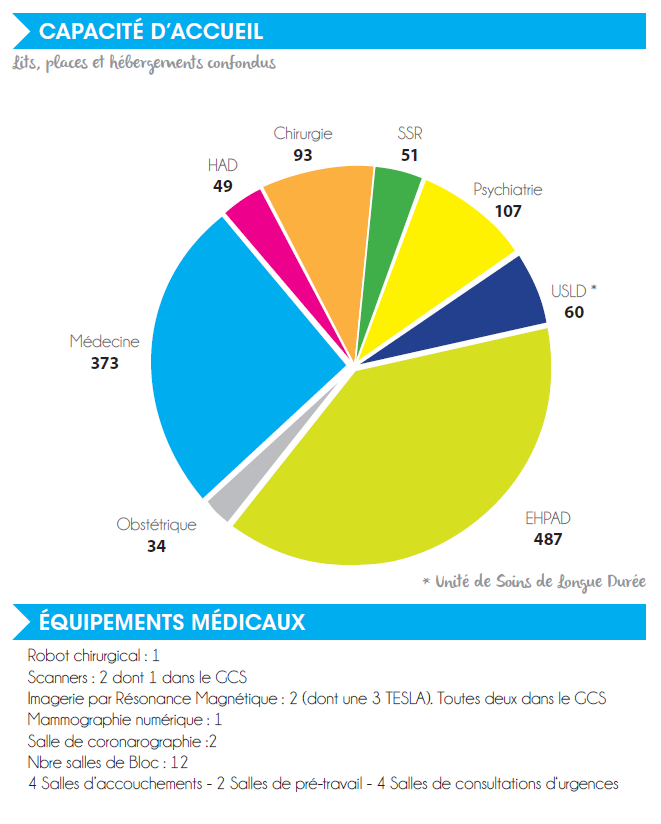 CAPACITÉ D'ACCUEIL
Lits, places et hébergements confondus
Chirurgie
93
SSR
51
HAD
49
Psychiatrie
107
USLD *
60
Médecine
373
EHPAD
487
Obstétrique
34
* Unité de Soins de Longue Durée
ÉQUIPEMENTS MÉDICAUX
Robot chirurgical : 1
Scanners : 2 dont 1 dans le GCS
Imagerie par Résonance Magnétique : 2 (dont une 3 TESLA). Toutes deux dans le GCS
Mammographie numérique : 1
Salle de coronarographie :2
Nbre salles de Bloc : 12
4 Salles d'accouchements - 2 Salles de pré-travail - 4 Salles de consultations d'urgences